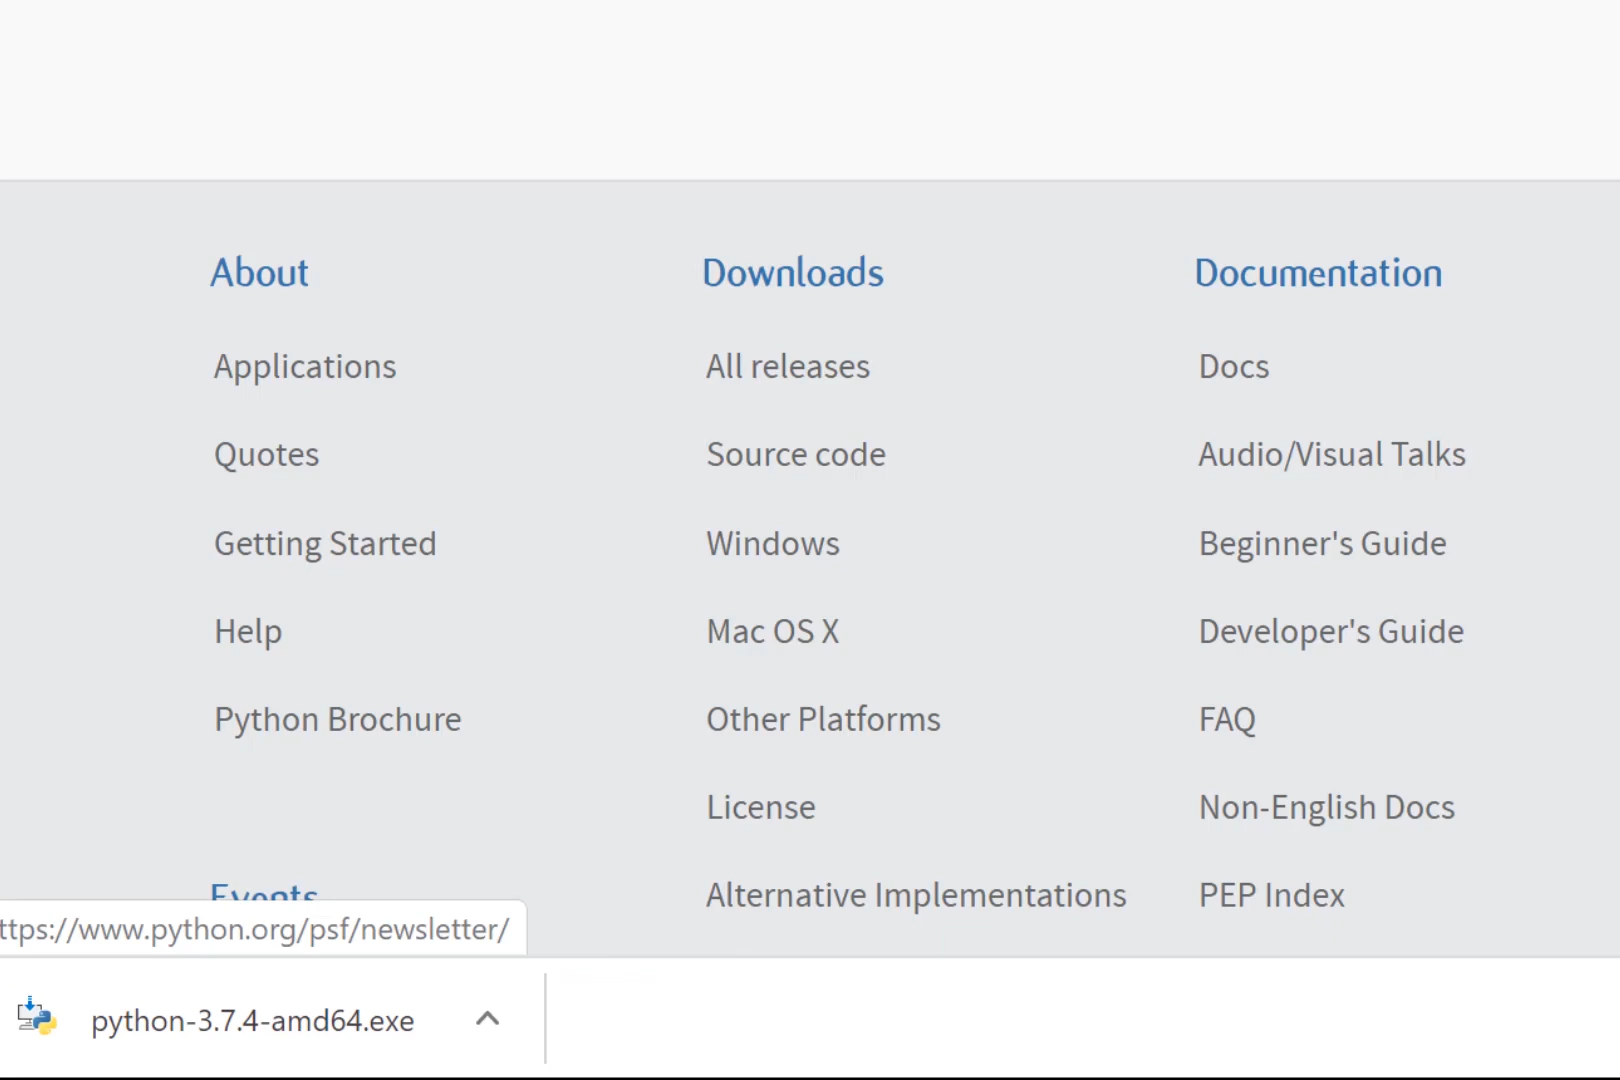 About
Applications
Quotes
Getting Started
Help
Python Brochure
Events
Downloads
All releases
Source code
Windows
Mac OS X
Other Platforms
License
Alternative Implementations
Documentation
Docs
Audio/Visual Talks
Beginner's Guide
Developer's Guide
FAQ
Non-English Docs
PEP Index
ttps://www.python.org/psf/newsletter/
python-3.7.4-amd64.exe